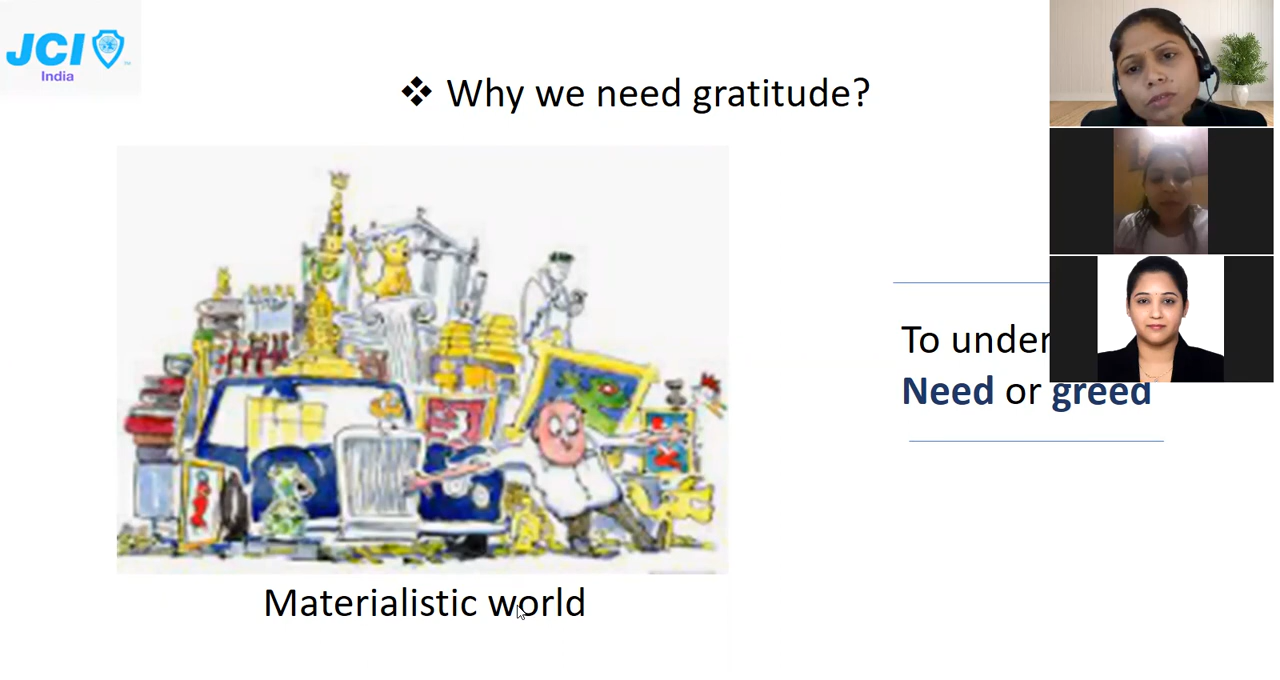 JCI
India
❖ Why we need gratitude?
To under
Need or greed
Materialistic world